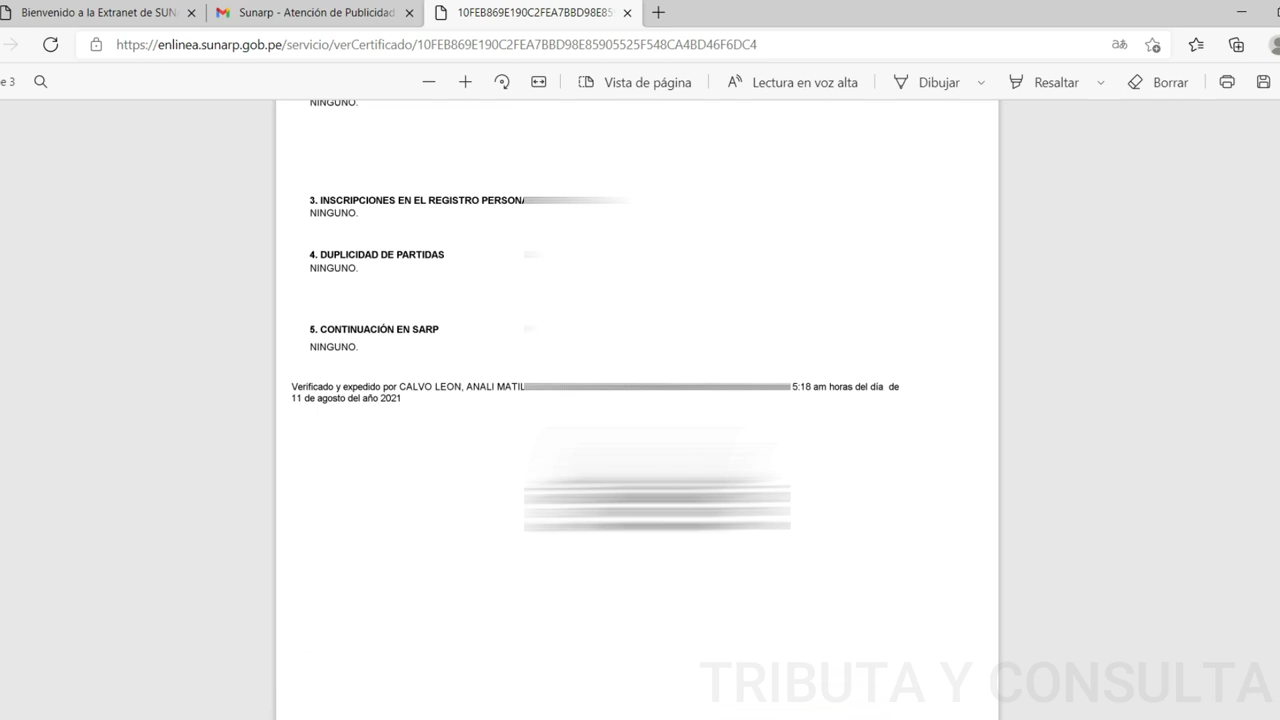 Bienvenido a la Extranet de SUN
Sunarp - Atención de Publicidad
10FEB869E190C2FEA7BBD98E85
https://enlinea.sunarp.gob.pe/servicio/verCertificado/10FEB869E190C2FEA7BBD98E85905525F548CA4BD46F6DC4
e 3
Vista de página
Lectura en voz alta
Dibujar
Resaltar
Borrar
NINGUNO.
3. INSCRIPCIONES EN EL REGISTRO PERSONA
NINGUNO.
4. DUPLICIDAD DE PARTIDAS
NINGUNO.
5. CONTINUACIÓN EN SARP
NINGUNO.
Verificado y expedido por CALVO LEON, ANALI MATIL 5:18 am horas del día de
11 de agosto del año 2021
TRIBUTA Y CONSULTA